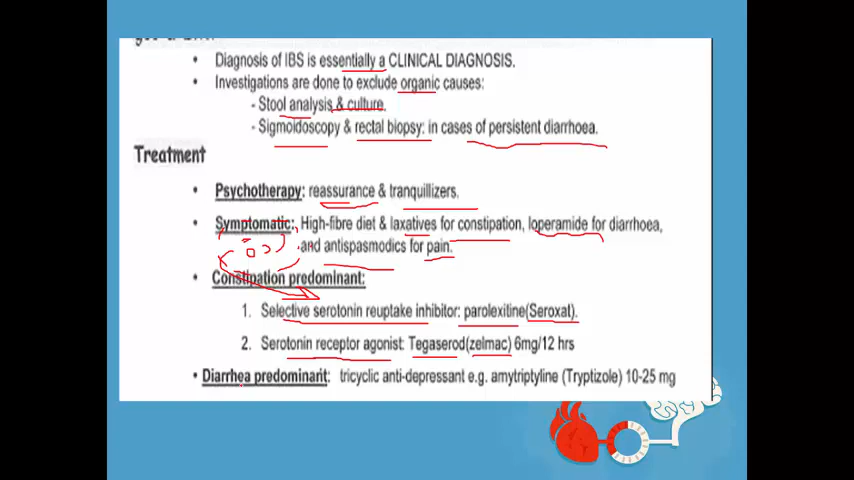 • Diagnosis of IBS is essentially a CLINICAL DIAGNOSIS.
• Investigations are done to exclude organic causes:
- Stool analysis & culture.
- Sigmoidoscopy & rectal biopsy: in cases of persistent diarrhoea.
Treatment
• Psychotherapy: reassurance & tranquillizers.
• Symptomatic: High-fibre diet & laxatives for constipation, loperamide for diarrhoea,
and antispasmodics for pain.
• Constipation predominant:
1. Selective serotonin reuptake inhibitor: parolexitine(Seroxat).
2. Serotonin receptor agonist: Tegaserod(zelmac) 6mg/12 hrs
• Diarrhea predominant: tricyclic anti-depressant e.g. amytriptyline (Tryptizole) 10-25 mg